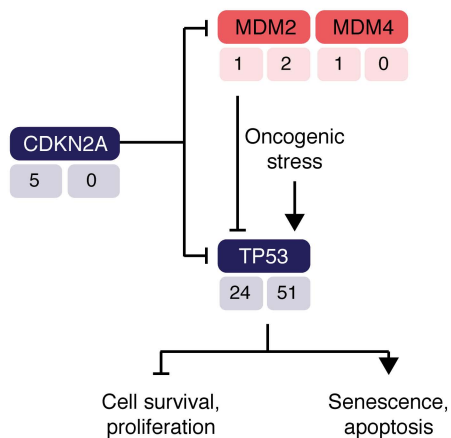 MDM2 MDM4
1 2 1 0
Oncogenic
stress
CDKN2A
5 0
TP53
24 51
Cell survival,
proliferation
Senescence,
apoptosis